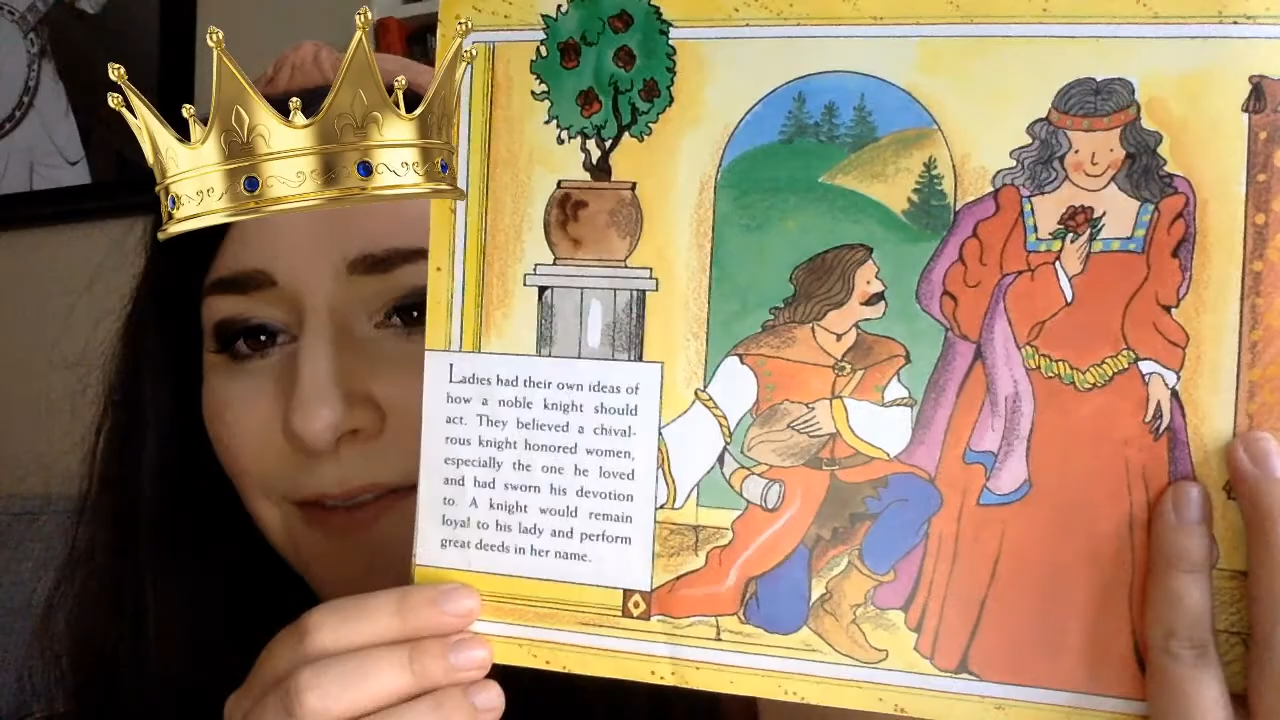 Ladies had their own ideas of
how a noble knight should
act. They believed a chival-
rous knight honored women,
especially the one he loved
and had sworn his devotion
to. A knight would remain
loyal to his lady and perform
great deeds in her name.